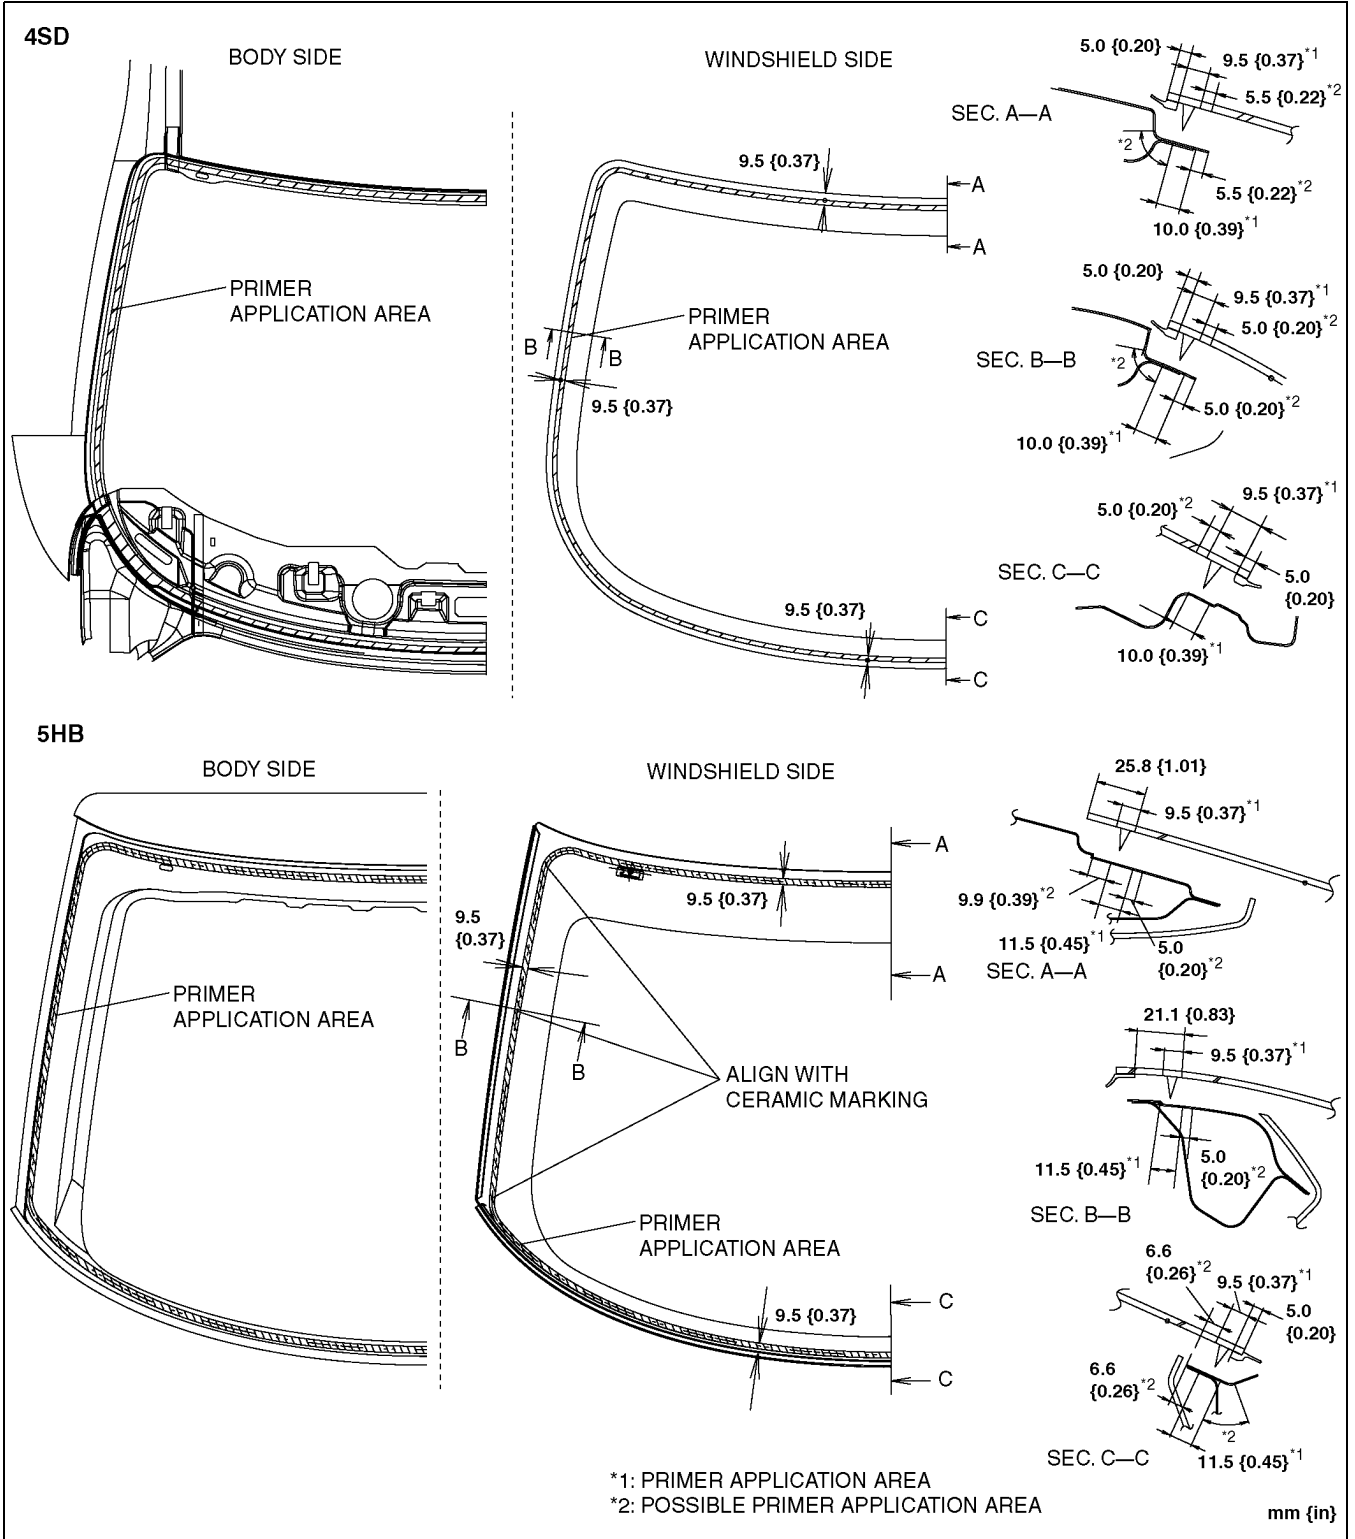 4SD
BODY SIDE
WINDSHIELD SIDE
PRIMER
APPLICATION AREA
9.5 {0.37}
A
A
PRIMER
APPLICATION AREA
B
B
9.5 {0.37}
9.5 {0.37}
C
C
5.0 {0.20}
9.5 {0.37}*1
5.5 {0.22}*2
SEC. A—A
*2
5.5 {0.22}*2
10.0 {0.39}*1
5.0 {0.20}
9.5 {0.37}*1
5.0 {0.20}*2
SEC. B—B
*2
5.0 {0.20}*2
10.0 {0.39}*1
9.5 {0.37}*1
5.0 {0.20}*2
SEC. C—C
5.0
{0.20}
10.0 {0.39}*1
5HB
BODY SIDE
WINDSHIELD SIDE
PRIMER
APPLICATION AREA
9.5
{0.37}
9.5 {0.37}
A
A
B
B
ALIGN WITH
CERAMIC MARKING
PRIMER
APPLICATION AREA
9.5 {0.37}
C
C
25.8 {1.01}
9.5 {0.37}*1
9.9 {0.39}*2
11.5 {0.45}*1
5.0
{0.20}*2
SEC. A—A
21.1 {0.83}
9.5 {0.37}*1
11.5 {0.45}*1
5.0
{0.20}*2
SEC. B—B
6.6
{0.26}*2
9.5 {0.37}*1
5.0
{0.20}
6.6
{0.26}*2
*2
SEC. C—C
11.5 {0.45}*1
*1: PRIMER APPLICATION AREA
*2: POSSIBLE PRIMER APPLICATION AREA
mm {in}